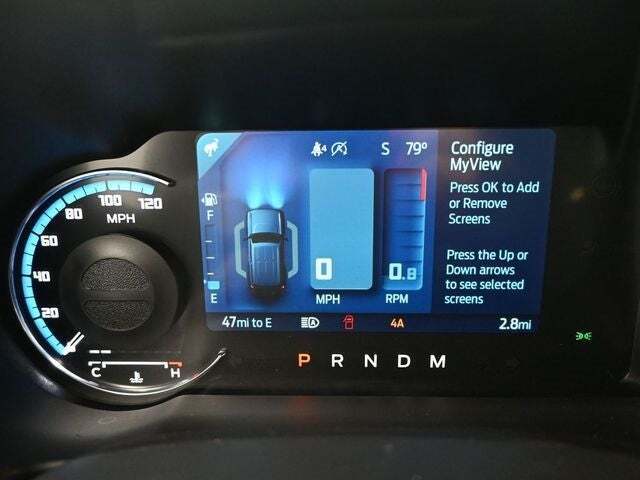 S 79°
Configure
MyView
Press OK to Add
or Remove
Screens
Press the Up or
Down arrows
to see selected
screens
F
E
0
MPH
0.8
RPM
20
40
60
80
100
120
MPH
C H
47mi to E
A
4A
2.8mi
P R N D M